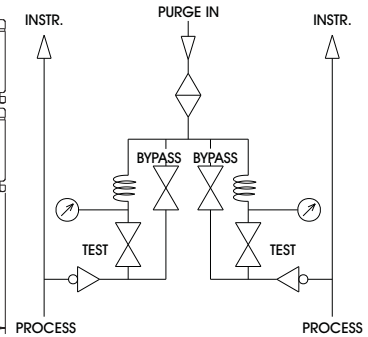 PURGE IN
INSTR. INSTR.
BYPASS BYPASS
TEST TEST
PROCESS PROCESS